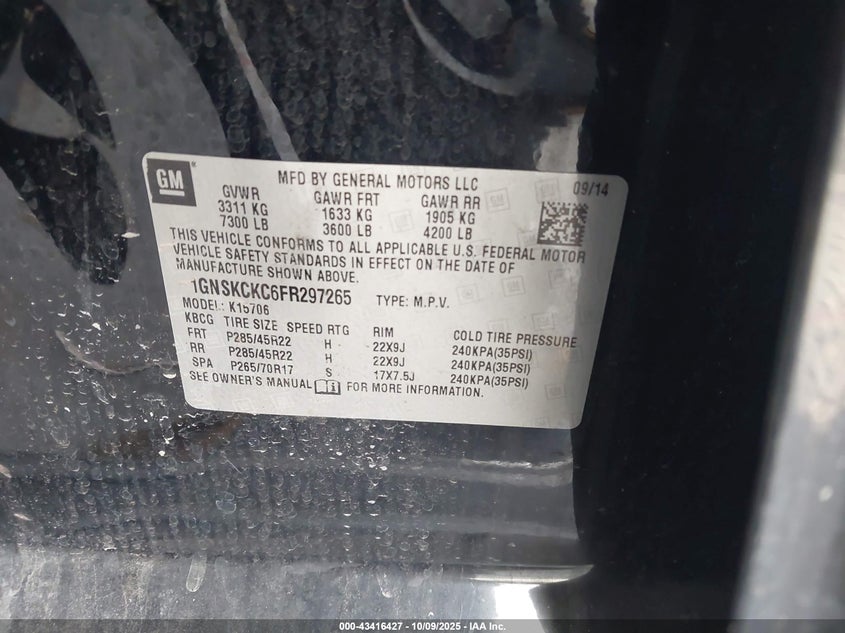 GM
MFD BY GENERAL MOTORS LLC
09/14
GVWR GAWR FRT GAWR RR
3311 KG 1633 KG 1905 KG
7300 LB 3600 LB 4200 LB
THIS VEHICLE CONFORMS TO ALL APPLICABLE U.S. FEDERAL MOTOR
VEHICLE SAFETY STANDARDS IN EFFECT ON THE DATE OF
MANUFACTURE SHOWN ABOVE.
1GNSKCKC6FR297265 TYPE: M.P.V.
MODEL: K15706
KBCG TIRE SIZE SPEED RTG RIM COLD TIRE PRESSURE
FRT P285/45R22 H 22X9J 240KPA(35PSI)
RR P285/45R22 H 22X9J 240KPA(35PSI)
SPA P265/70R17 S 17X7.5J 240KPA(35PSI)
SEE OWNER'S MANUAL FOR MORE INFORMATION.
000-43416427 - 10/09/2025 - IAA Inc.